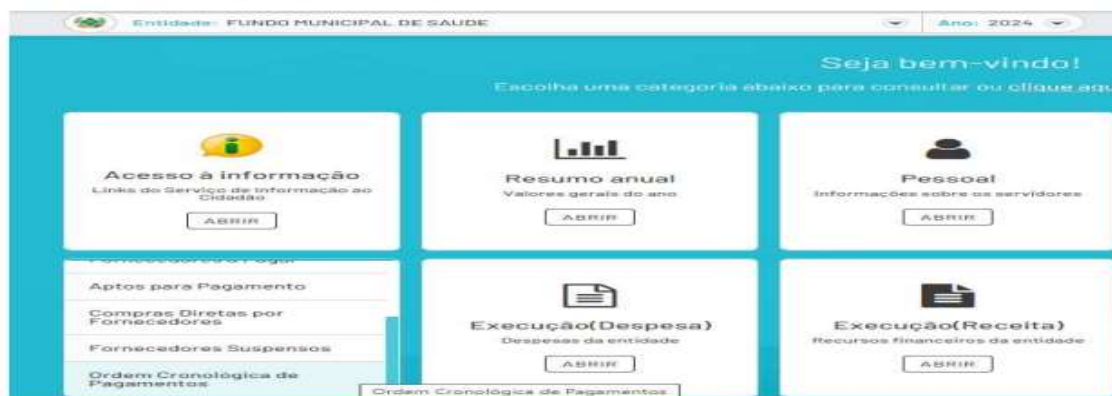 Entidade: FUNDO MUNICIPAL DE SAUDE
Ano: 2024
Seja bem-vindo!
Escolha uma categoria abaixo para consultar ou clique aqu
Acesso à informação
Links do Serviço de Informação ao
Cidadão
ABRIR
Resumo anual
Valores gerais do ano
ABRIR
Pessoal
Informações sobre os servidores
ABRIR
Aptos para Pagamento
Compras Diretas por
Fornecedores
Fornecedores Suspensos
Ordem Cronológica de
Pagamentos
Ordem Cronológica de Pagamentos
Execução(Despesa)
Despesas da entidade
ABRIR
Execução(Receita)
Recursos financeiros da entidade
ABRIR